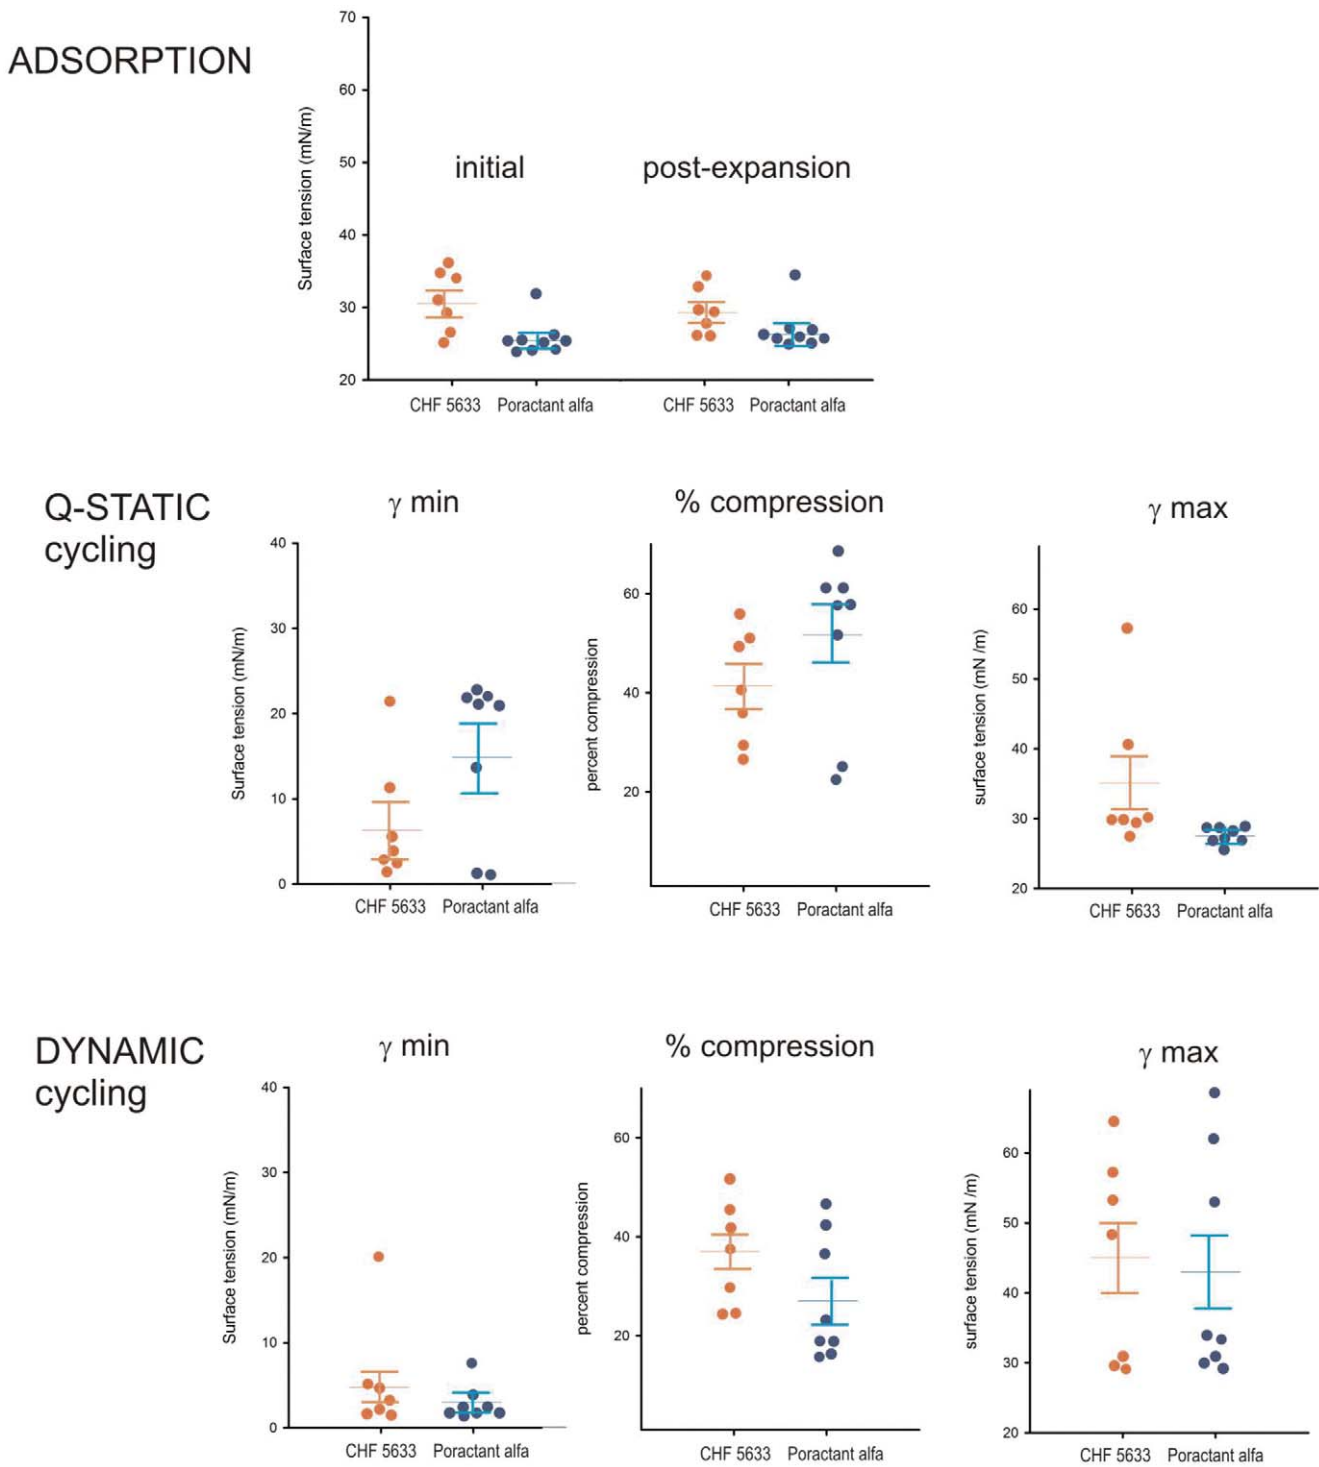 ADSORPTION
Surface tension (mN/m)
70
60
50
40
30
20
initial
post-expansion
CHF 5633
Poractant alfa
CHF 5633
Poractant alfa
Q-STATIC
cycling
γ min
Surface tension (mN/m)
40
30
20
10
0
CHF 5633
Poractant alfa
% compression
percent compression
60
40
20
CHF 5633
Poractant alfa
γ max
surface tension (mN /m)
60
50
40
30
20
CHF 5633
Poractant alfa
DYNAMIC
cycling
γ min
Surface tension (mN/m)
40
30
20
10
0
CHF 5633
Poractant alfa
% compression
percent compression
60
40
20
CHF 5633
Poractant alfa
γ max
surface tension (mN /m)
60
50
40
30
20
CHF 5633
Poractant alfa